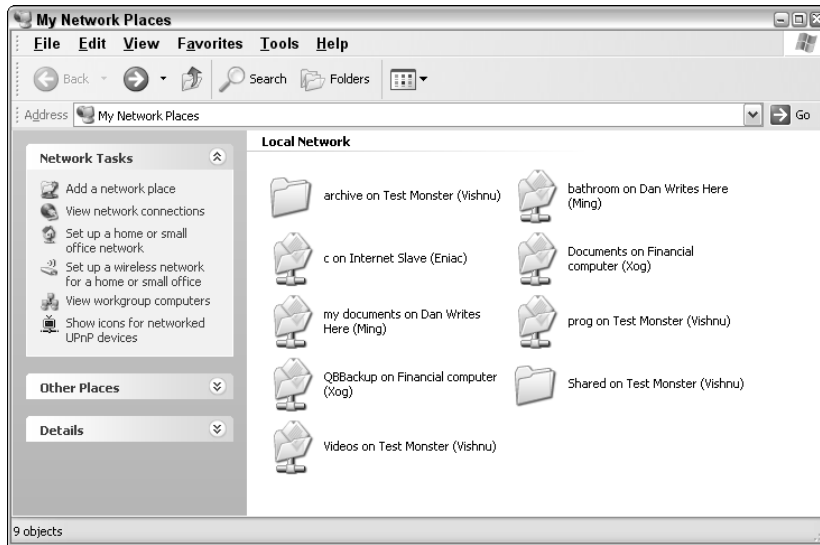 My Network Places
File Edit View Favorites Tools Help
Back Search Folders
Address My Network Places Go
Network Tasks
Add a network place
View network connections
Set up a home or small
office network
Set up a wireless network
for a home or small office
View workgroup computers
Show icons for networked
UPnP devices
Other Places
Details
Local Network
archive on Test Monster (Vishnu)
bathroom on Dan Writes Here
(Ming)
c on Internet Slave (Eniac)
Documents on Financial
computer (Xog)
my documents on Dan Writes
Here (Ming)
prog on Test Monster (Vishnu)
QBBackup on Financial computer
(Xog)
Shared on Test Monster (Vishnu)
Videos on Test Monster (Vishnu)
9 objects